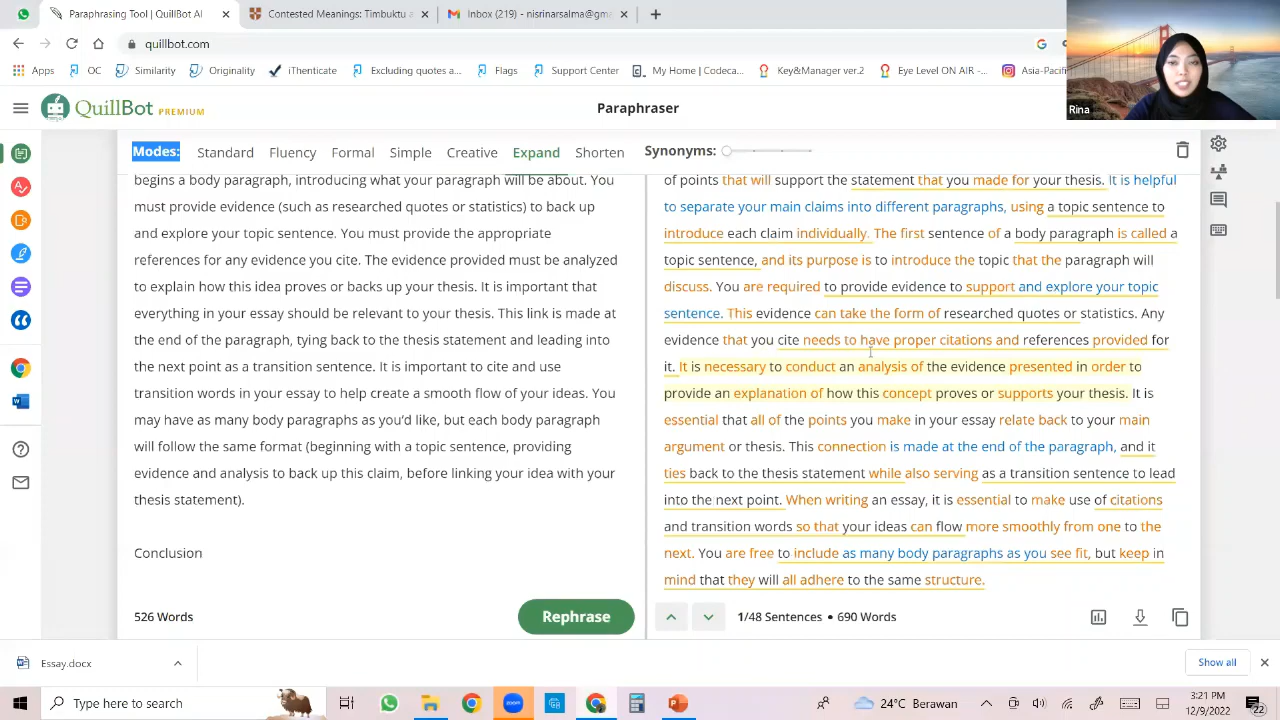 Paraphrasing Tool | QuillBot AI
Contested Medals: Timbuktu a
Inbox (219) - nisrinarsalma@gm
quillbot.com
Apps
OC
Similarity
Originality
iThenticate
Excluding quotes a...
Flags
Support Center
My Home | Codeca...
Key&Manager ver.2
Eye Level ON AIR -...
Asia-Pacif
Rina
QuillBot PREMIUM
Paraphraser
Modes: Standard Fluency Formal Simple Creative Expand Shorten Synonyms:
begins a body paragraph, introducing what your paragraph will be about. You
must provide evidence (such as researched quotes or statistics) to back up
and explore your topic sentence. You must provide the appropriate
references for any evidence you cite. The evidence provided must be analyzed
to explain how this idea proves or backs up your thesis. It is important that
everything in your essay should be relevant to your thesis. This link is made at
the end of the paragraph, tying back to the thesis statement and leading into
the next point as a transition sentence. It is important to cite and use
transition words in your essay to help create a smooth flow of your ideas. You
may have as many body paragraphs as you'd like, but each body paragraph
will follow the same format (beginning with a topic sentence, providing
evidence and analysis to back up this claim, before linking your idea with your
thesis statement).
Conclusion
526 Words
Rephrase
of points that will support the statement that you made for your thesis. It is helpful
to separate your main claims into different paragraphs, using a topic sentence to
introduce each claim individually. The first sentence of a body paragraph is called a
topic sentence, and its purpose is to introduce the topic that the paragraph will
discuss. You are required to provide evidence to support and explore your topic
sentence. This evidence can take the form of researched quotes or statistics. Any
evidence that you cite needs to have proper citations and references provided for
it. It is necessary to conduct an analysis of the evidence presented in order to
provide an explanation of how this concept proves or supports your thesis. It is
essential that all of the points you make in your essay relate back to your main
argument or thesis. This connection is made at the end of the paragraph, and it
ties back to the thesis statement while also serving as a transition sentence to lead
into the next point. When writing an essay, it is essential to make use of citations
and transition words so that your ideas can flow more smoothly from one to the
next. You are free to include as many body paragraphs as you see fit, but keep in
mind that they will all adhere to the same structure.
1/48 Sentences • 690 Words
Essay.docx
Show all
Type here to search
24°C Berawan
3:21 PM
12/9/2022
22